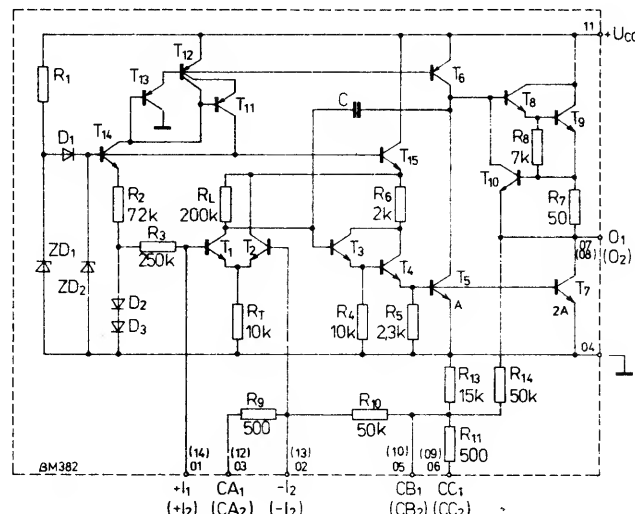 11 +UCC
T12
T13
T6
R1
T11
T8
T9
C
D1
T14
R8
7k
T15
T10
R2
72k
RL
200k
R6
2k
R7
50
R3
250k
T1
T2
T3
T4
O1
07
(08) (O2)
ZD1
ZD2
T5
A
T7
2A
D2
D3
RT
10k
R4
10k
R5
2,3k
04
R13
15k
R14
50k
R9
500
R10
50k
R11
500
BM382
(14)
01
(12)
03
(13)
02
(10)
05
(09)
06
+I1 CA1 -I2 CB1 CC1
(+I2) (CA2) (-I2) (CB2) (CC2)